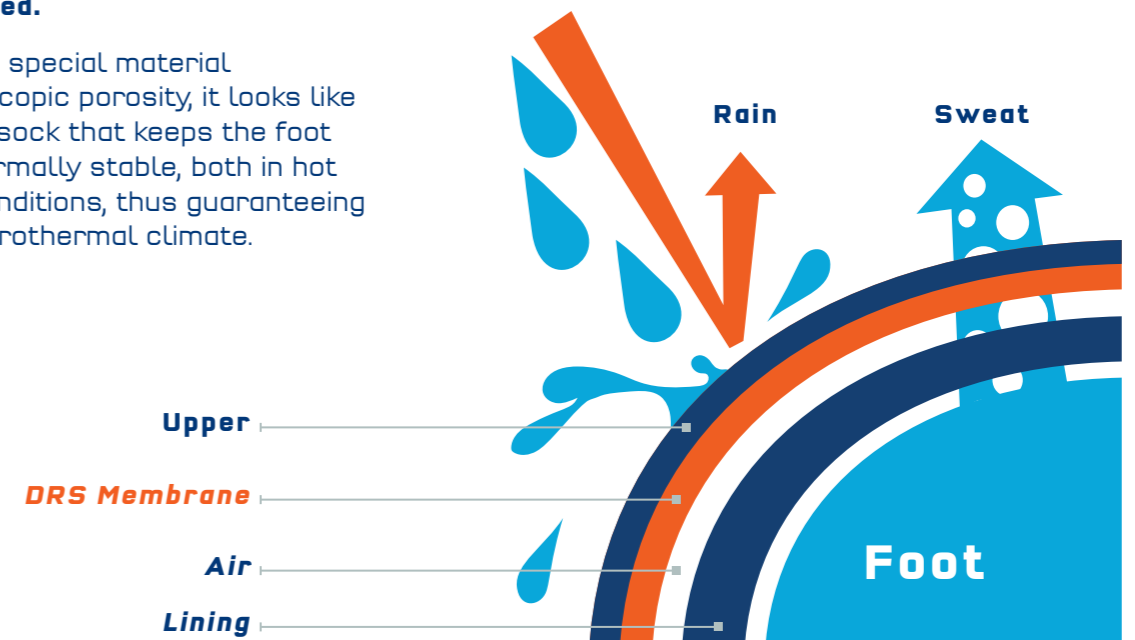 ed.
special material
copic porosity, it looks like
sock that keeps the foot
rmally stable, both in hot
nditions, thus guaranteeing
rothermal climate.
Rain
Sweat
Upper
DRS Membrane
Air
Lining
Foot